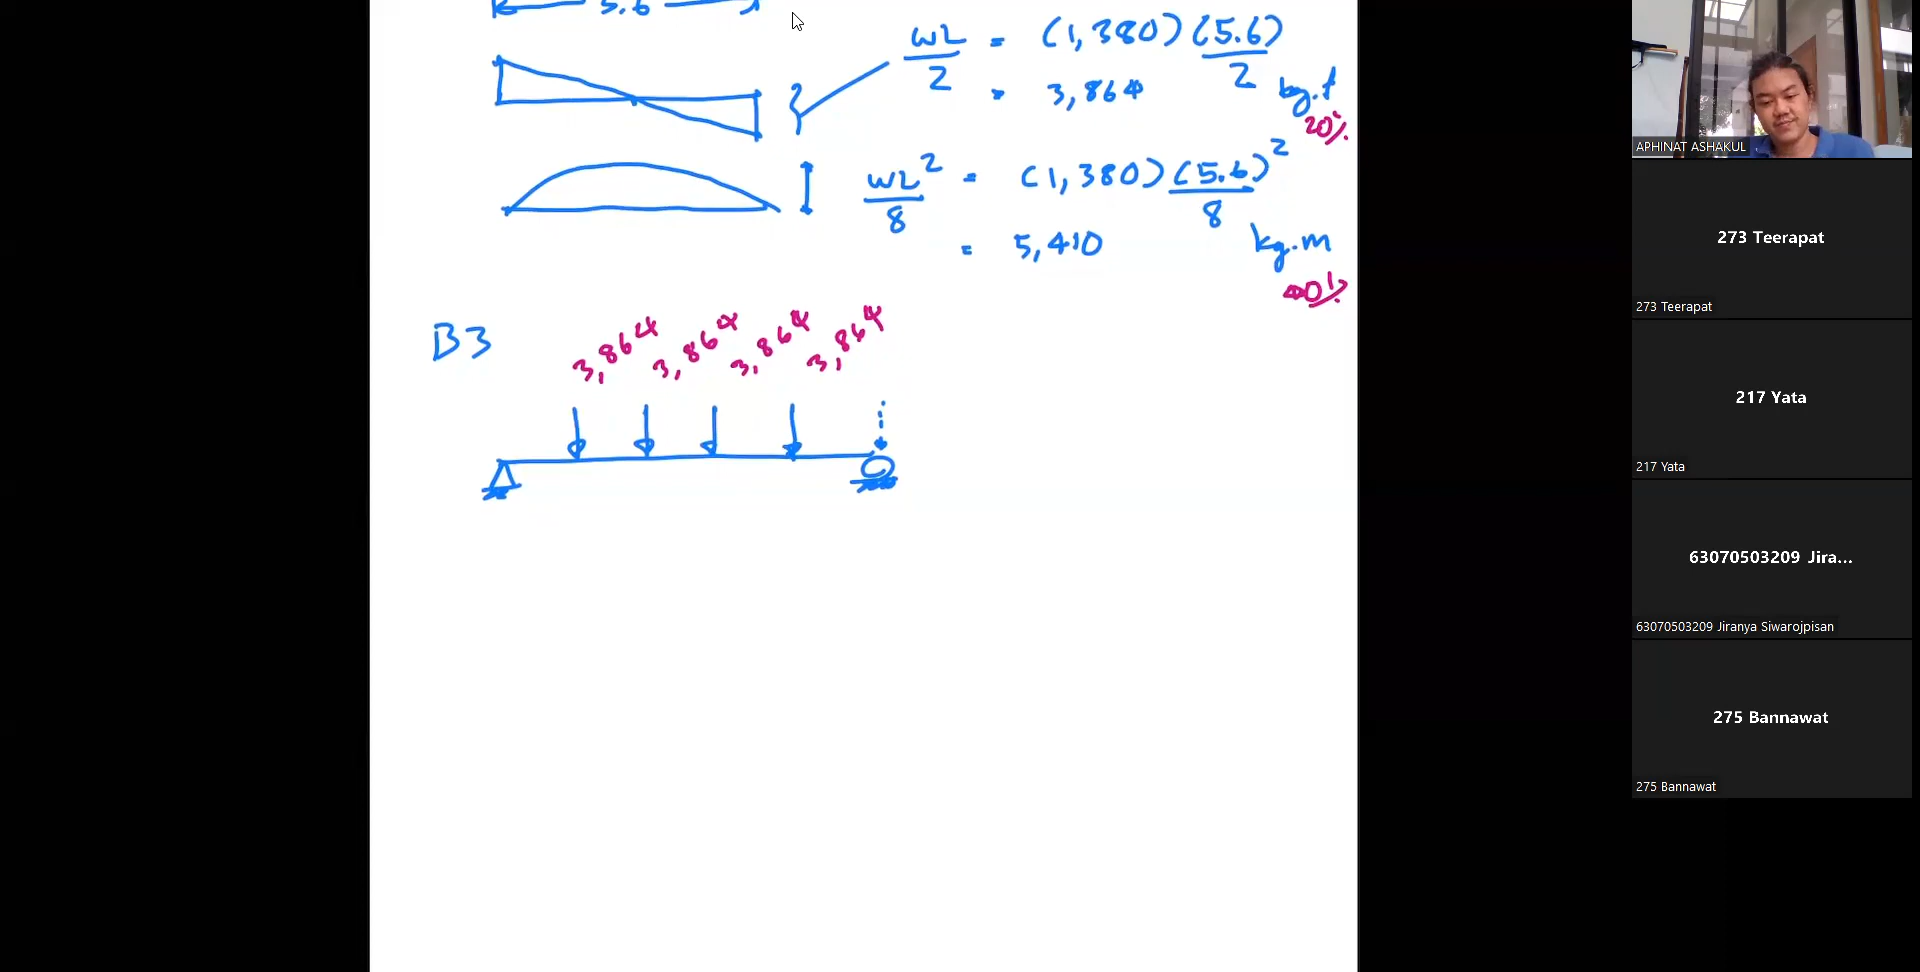 5.6
wL/2 = (1,380)(5.6)/2
= 3,864 kg.f
20%
wL²/8 = (1,380)(5.6)²/8
= 5,410 kg.m
40%
B3
3,864 3,864 3,864 3,864
APHINAT ASHAKUL
273 Teerapat
273 Teerapat
217 Yata
217 Yata
63070503209 Jira...
63070503209 Jiranya Siwarojpisan
275 Bannawat
275 Bannawat